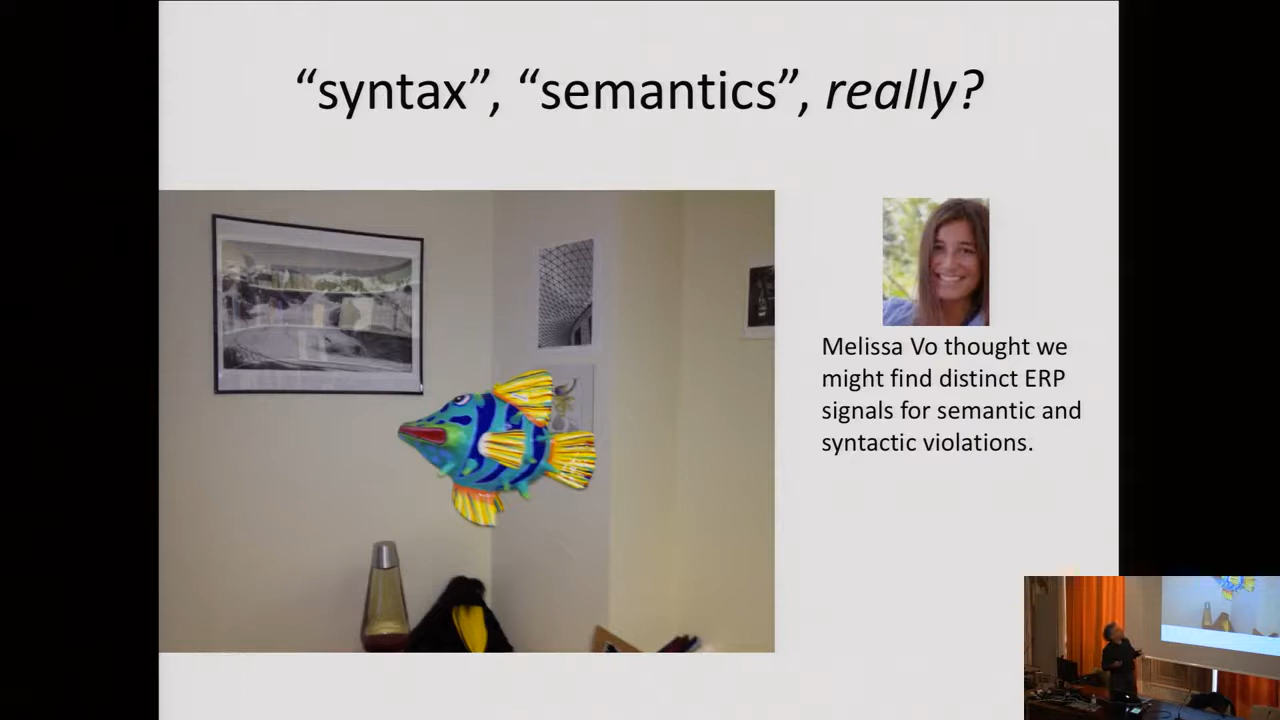 “syntax”, “semantics”, really?
Melissa Vo thought we
might find distinct ERP
signals for semantic and
syntactic violations.